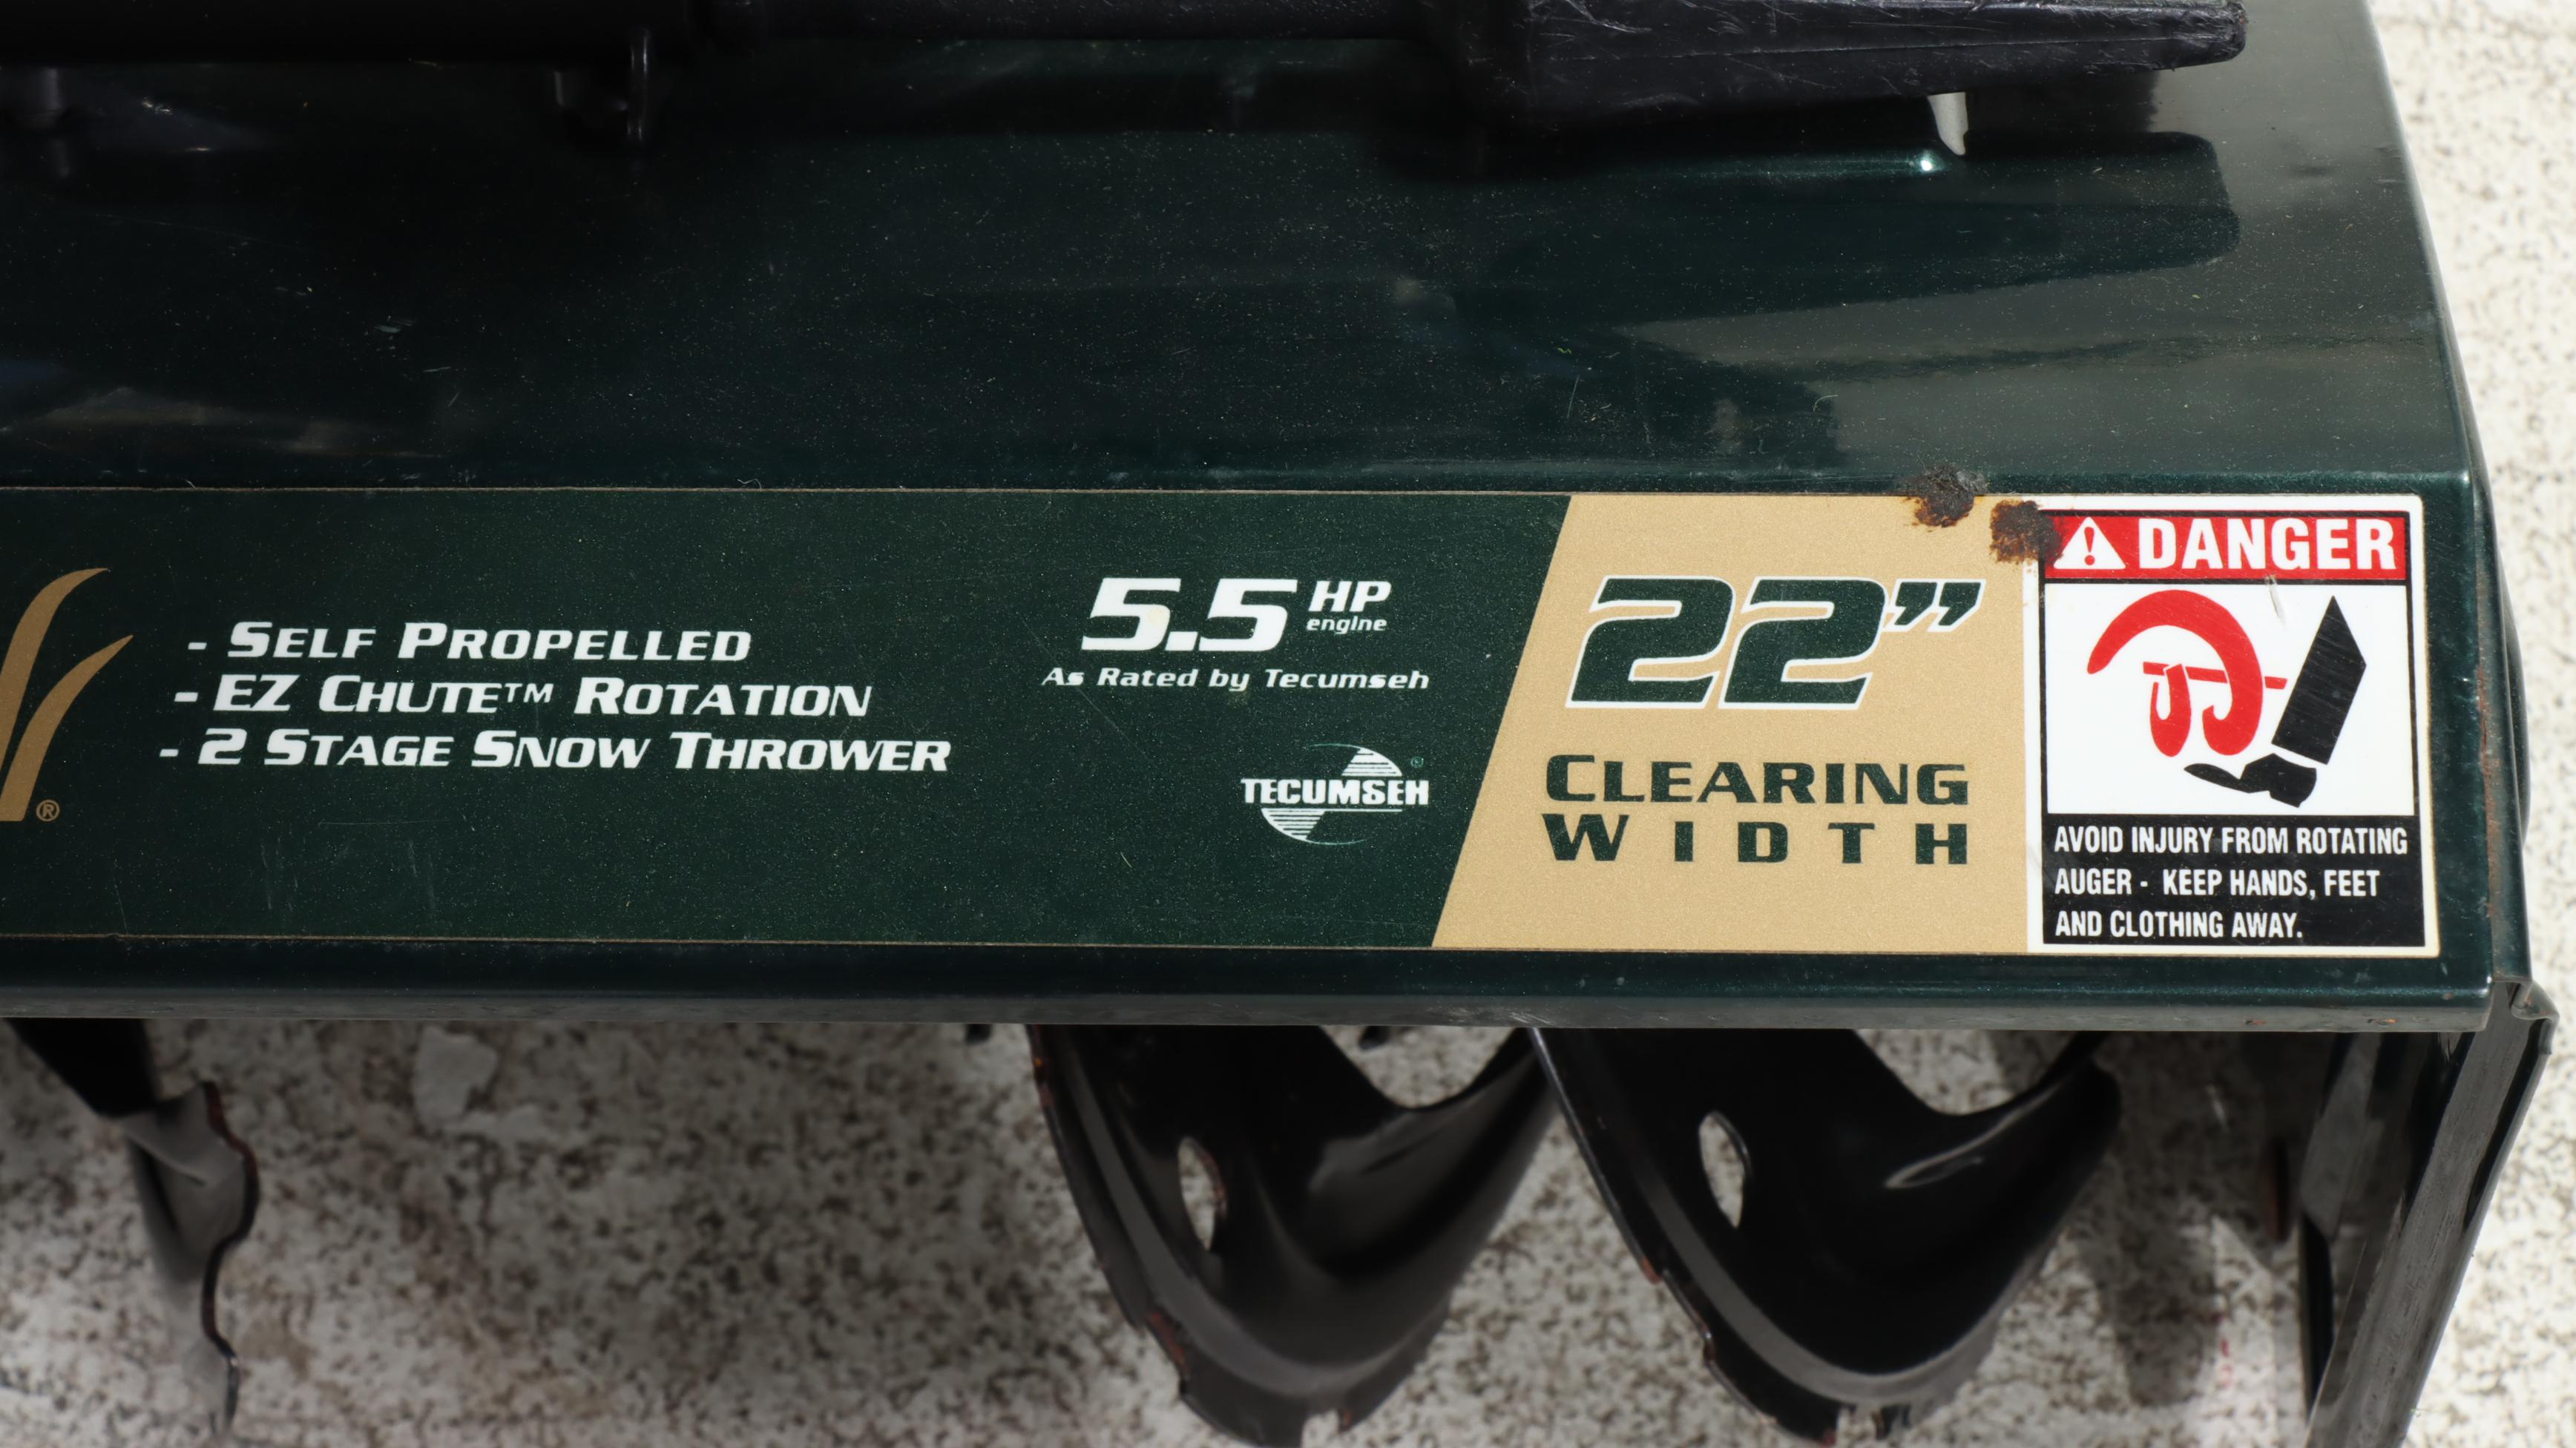 ®
- SELF PROPELLED
- EZ CHUTE™ ROTATION
- 2 STAGE SNOW THROWER
5.5 HP engine
As Rated by Tecumseh
TECUMSEH ®
22”
CLEARING
WIDTH
DANGER
AVOID INJURY FROM ROTATING
AUGER - KEEP HANDS, FEET
AND CLOTHING AWAY.